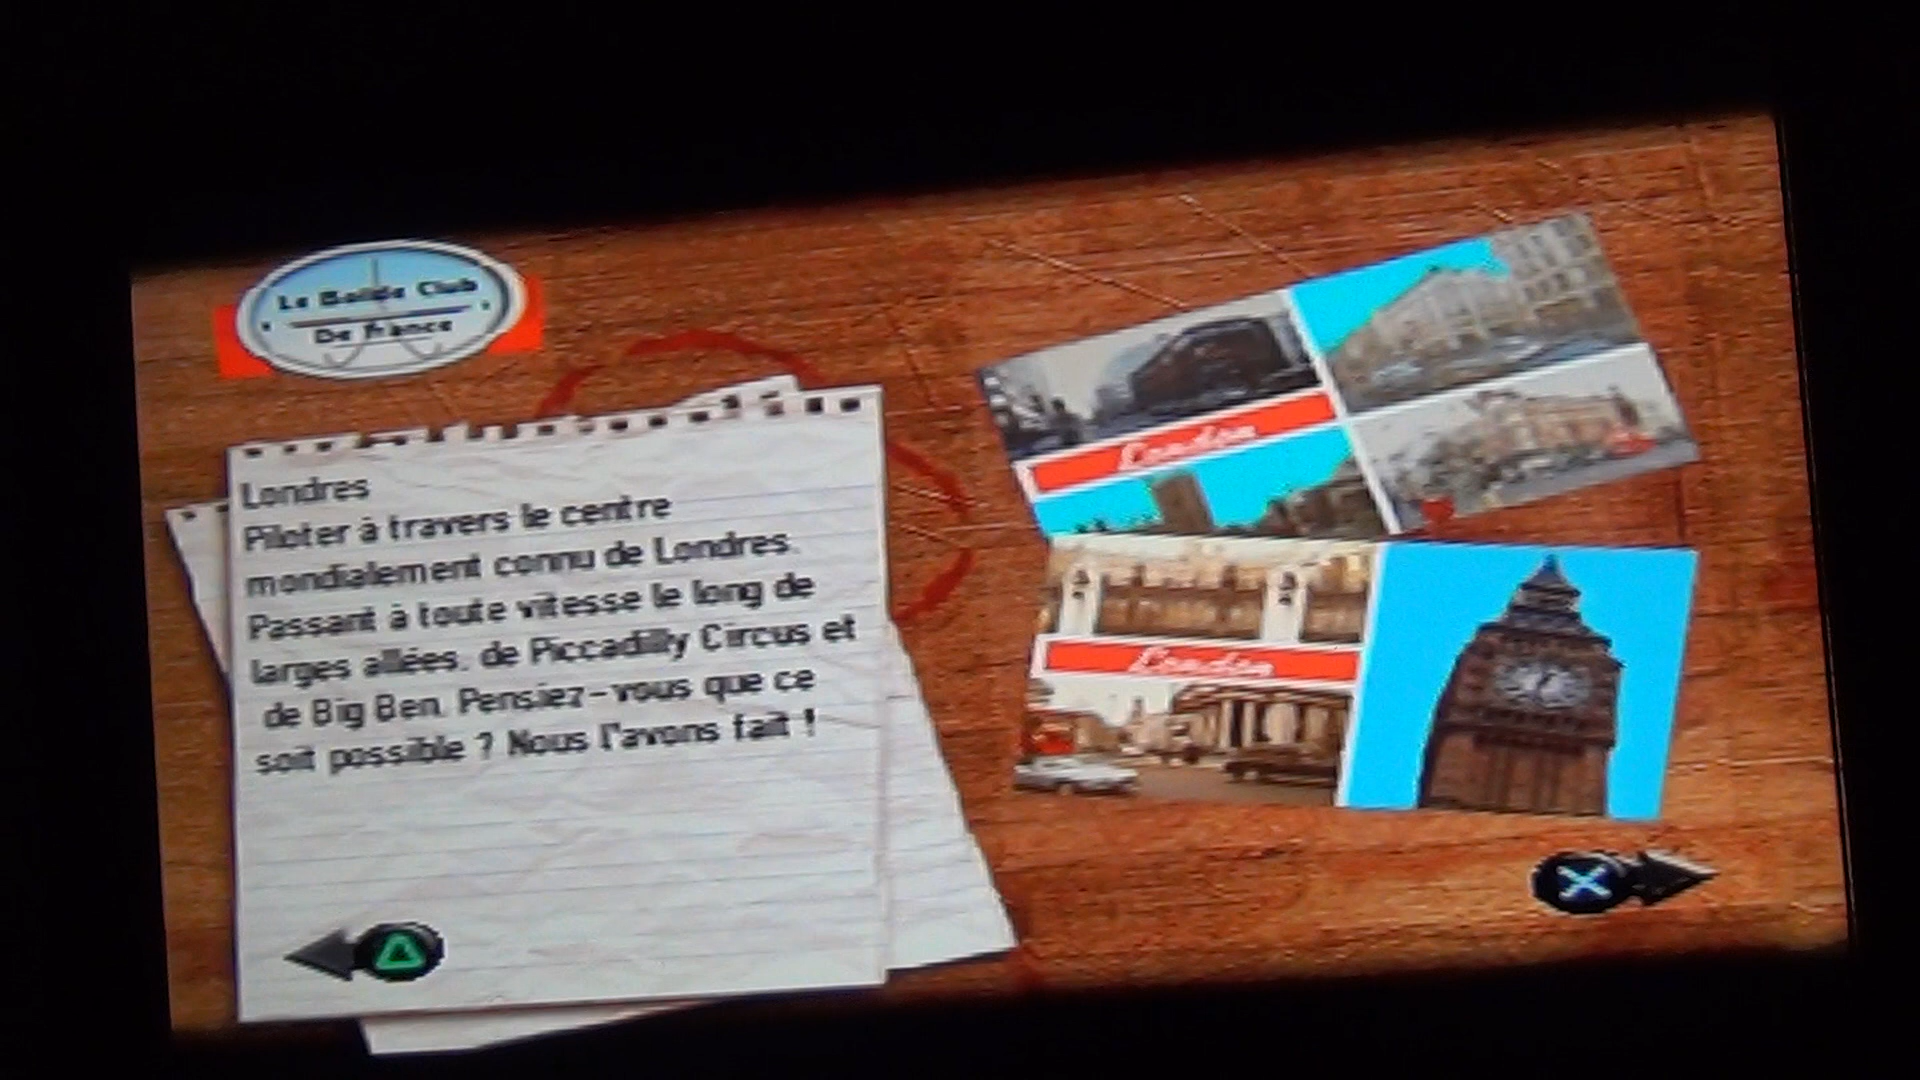 Le Bolide Club
De France
Londres
Piloter à travers le centre
mondialement connu de Londres.
Passant à toute vitesse le long de
larges allées, de Piccadilly Circus et
de Big Ben. Pensiez-vous que ce
soit possible ? Nous l'avons fait !
London
London